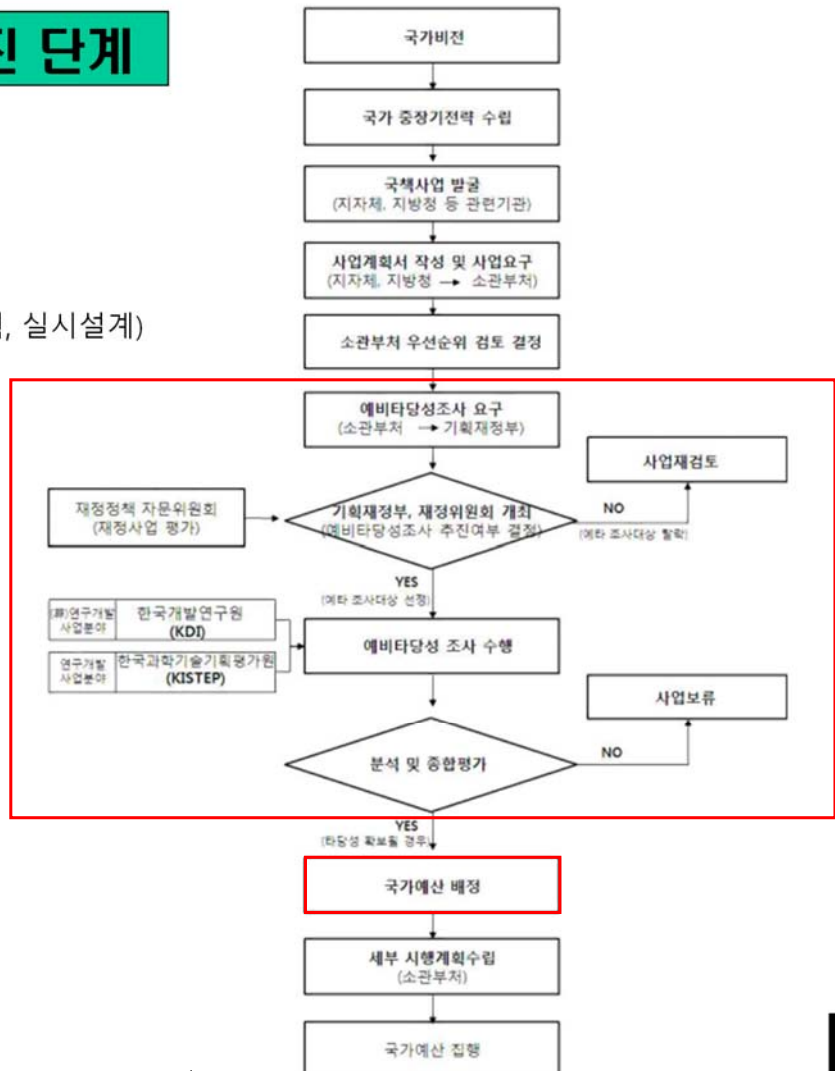 진 단계
국가비전
국가 중장기전략 수립
국책사업 발굴
(지자체, 지방청 등 관련기관)
사업계획서 작성 및 사업요구
(지자체, 지방청 → 소관부처)
, 실시설계)
소관부처 우선순위 검토 결정
예비타당성조사 요구
(소관부처 → 기획재정부)
사업재검토
재정정책 자문위원회
(재정사업 평가)
기획재정부, 재정위원회 개최
(예비타당성조사 추진여부 결정)
NO
(예타 조사대상 탈락)
YES
(예타 조사대상 선정)
(非)연구개발
사업분야
한국개발연구원
(KDI)
예비타당성 조사 수행
연구개발
사업분야
한국과학기술기획평가원
(KISTEP)
사업보류
분석 및 종합평가
NO
YES
(타당성 확보될 경우)
국가예산 배정
세부 시행계획수립
(소관부처)
국가예산 집행